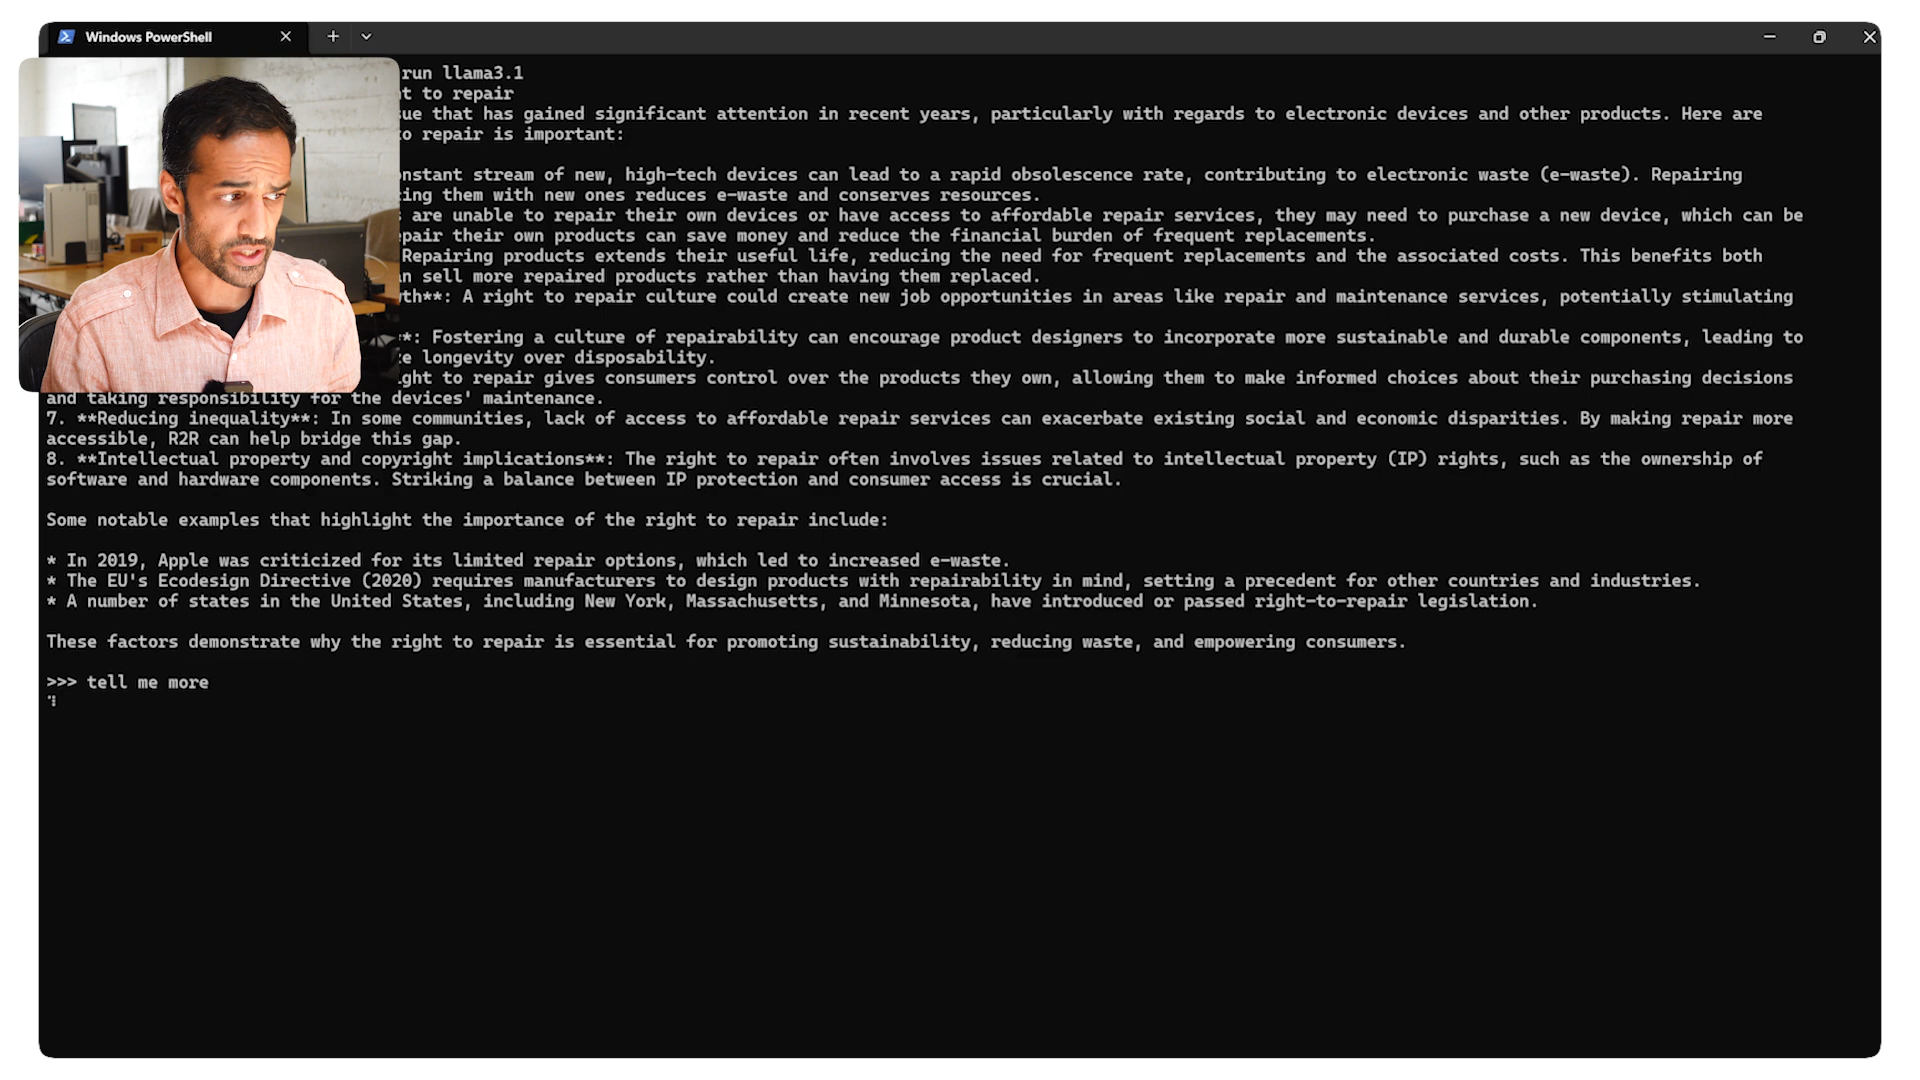 Windows PowerShell
run llama3.1
to repair
that has gained significant attention in recent years, particularly with regards to electronic devices and other products. Here are
to repair is important:
stream of new, high-tech devices can lead to a rapid obsolescence rate, contributing to electronic waste (e-waste). Repairing
them with new ones reduces e-waste and conserves resources.
are unable to repair their own devices or have access to affordable repair services, they may need to purchase a new device, which can be
their own products can save money and reduce the financial burden of frequent replacements.
Repairing products extends their useful life, reducing the need for frequent replacements and the associated costs. This benefits both
sell more repaired products rather than having them replaced.
**: A right to repair culture could create new job opportunities in areas like repair and maintenance services, potentially stimulating
*: Fostering a culture of repairability can encourage product designers to incorporate more sustainable and durable components, leading to
longevity over disposability.
to repair gives consumers control over the products they own, allowing them to make informed choices about their purchasing decisions
and taking responsibility for the devices' maintenance.
7. **Reducing inequality**: In some communities, lack of access to affordable repair services can exacerbate existing social and economic disparities. By making repair more
accessible, R2R can help bridge this gap.
8. **Intellectual property and copyright implications**: The right to repair often involves issues related to intellectual property (IP) rights, such as the ownership of
software and hardware components. Striking a balance between IP protection and consumer access is crucial.
Some notable examples that highlight the importance of the right to repair include:
* In 2019, Apple was criticized for its limited repair options, which led to increased e-waste.
* The EU's Ecodesign Directive (2020) requires manufacturers to design products with repairability in mind, setting a precedent for other countries and industries.
* A number of states in the United States, including New York, Massachusetts, and Minnesota, have introduced or passed right-to-repair legislation.
These factors demonstrate why the right to repair is essential for promoting sustainability, reducing waste, and empowering consumers.
>>> tell me more